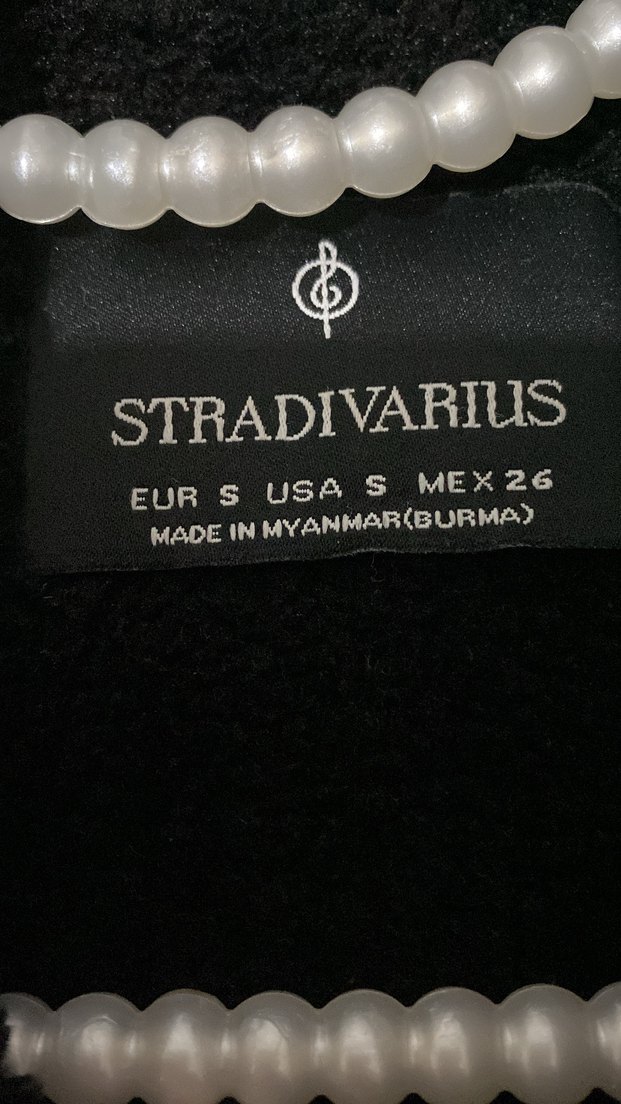 STRADIVARIUS
EUR S USA S MEX 26
MADE IN MYANMAR(BURMA)